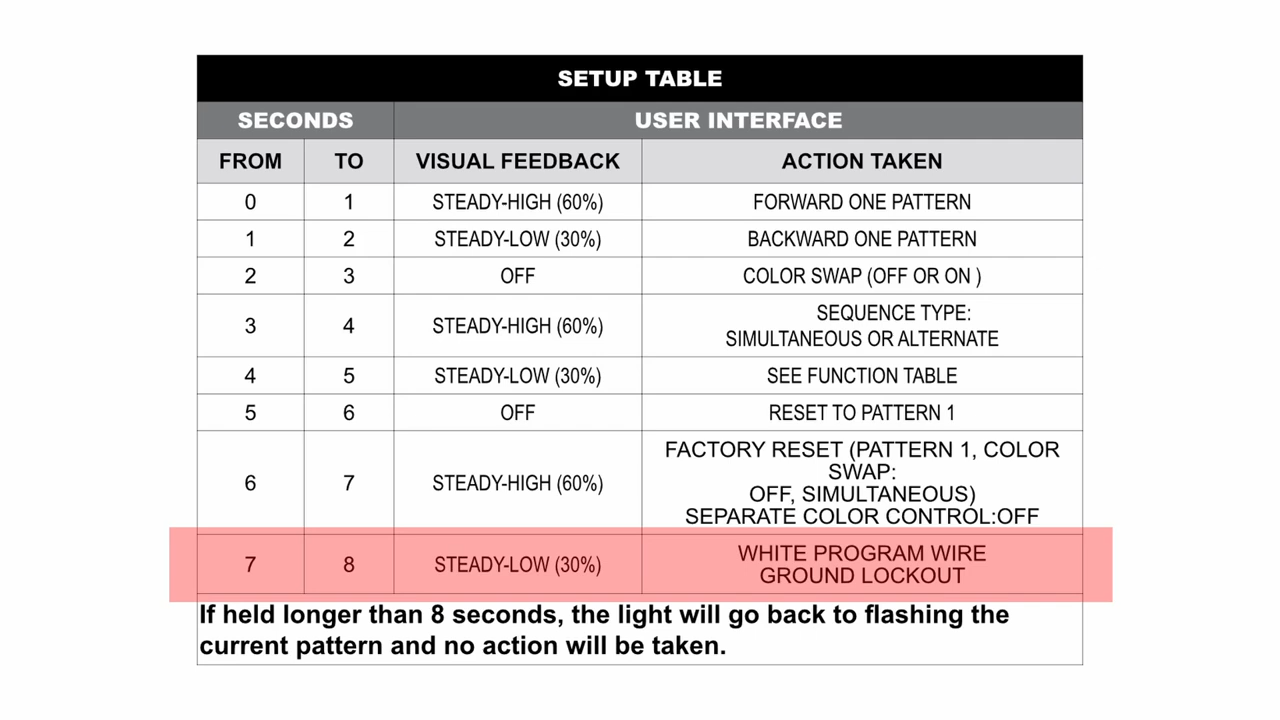 SETUP TABLE
SECONDS USER INTERFACE
FROM TO VISUAL FEEDBACK ACTION TAKEN
0 1 STEADY-HIGH (60%) FORWARD ONE PATTERN
1 2 STEADY-LOW (30%) BACKWARD ONE PATTERN
2 3 OFF COLOR SWAP (OFF OR ON )
3 4 STEADY-HIGH (60%) SEQUENCE TYPE:
SIMULTANEOUS OR ALTERNATE
4 5 STEADY-LOW (30%) SEE FUNCTION TABLE
5 6 OFF RESET TO PATTERN 1
6 7 STEADY-HIGH (60%) FACTORY RESET (PATTERN 1, COLOR
SWAP:
OFF, SIMULTANEOUS)
SEPARATE COLOR CONTROL:OFF
7 8 STEADY-LOW (30%) WHITE PROGRAM WIRE
GROUND LOCKOUT
If held longer than 8 seconds, the light will go back to flashing the
current pattern and no action will be taken.